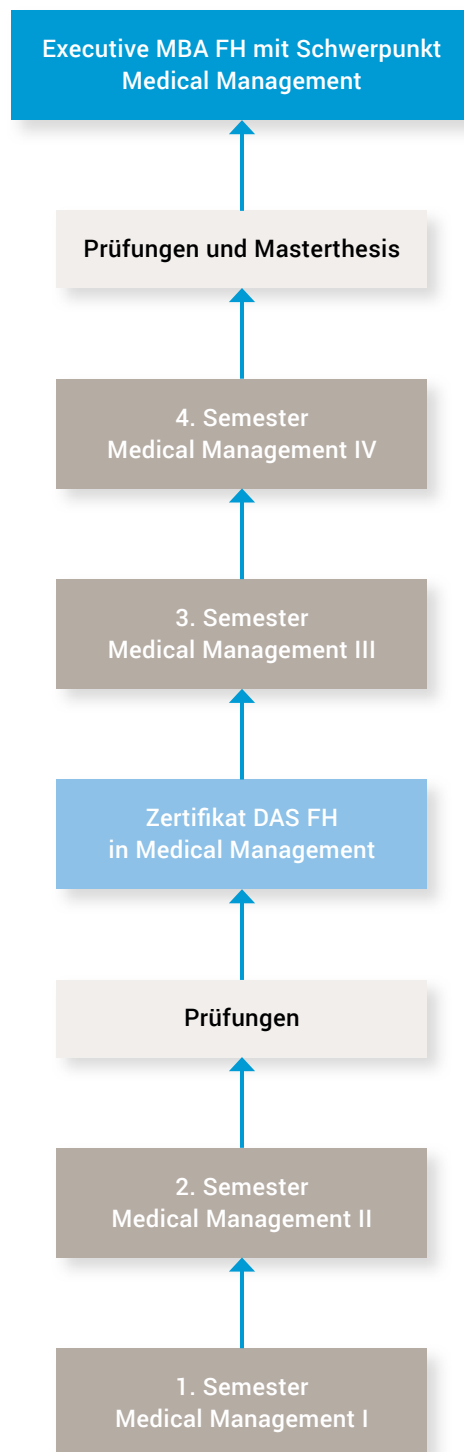 Executive MBA FH mit Schwerpunkt
Medical Management
Prüfungen und Masterthesis
4. Semester
Medical Management IV
3. Semester
Medical Management III
Zertifikat DAS FH
in Medical Management
Prüfungen
2. Semester
Medical Management II
1. Semester
Medical Management I